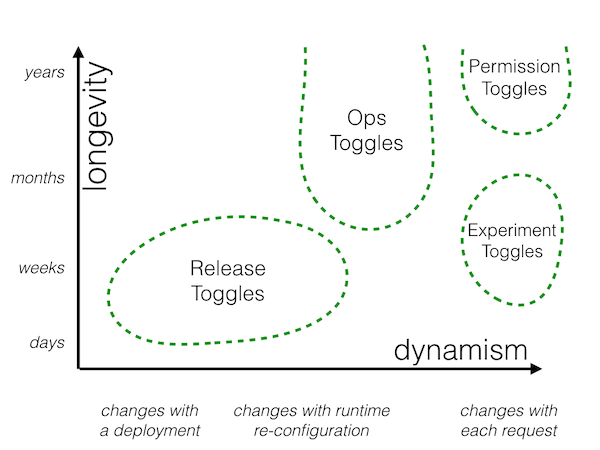 years
months
weeks
days
longevity
Permission
Toggles
Ops
Toggles
Experiment
Toggles
Release
Toggles
dynamism
changes with
a deployment
changes with runtime
re-configuration
changes with
each request